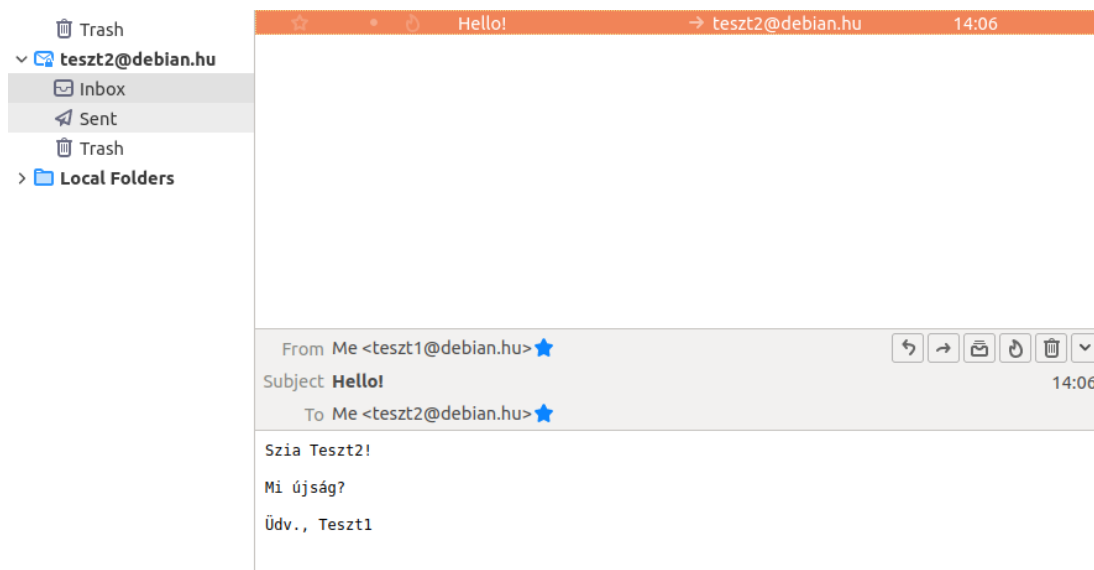 Trash
teszt2@debian.hu
Inbox
Sent
Trash
Local Folders
Hello! → teszt2@debian.hu 14:06
From Me <teszt1@debian.hu>
Subject Hello! 14:06
To Me <teszt2@debian.hu>
Szia Teszt2!
Mi újság?
Üdv., Teszt1